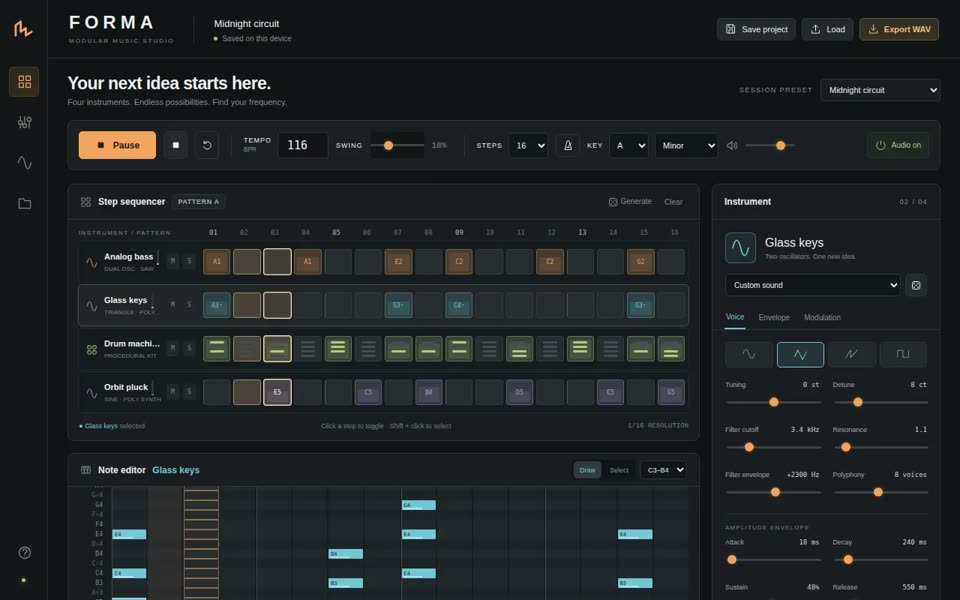 FORMA
MODULAR MUSIC STUDIO
Midnight circuit
Saved on this device
Save project
Load
Export WAV
Your next idea starts here.
Four instruments. Endless possibilities. Find your frequency.
SESSION PRESET
Midnight circuit
Pause
TEMPO
BPM
116
SWING
18%
STEPS
16
KEY
A
Minor
Audio on
Step sequencer
PATTERN A
Generate
Clear
INSTRUMENT / PATTERN
01 02 03 04 05 06 07 08 09 10 11 12 13 14 15 16
Analog bass
DUAL OSC · SAW
M S
A1 A1 E2 C2 C2 G2
Glass keys
TRIANGLE · POLY
M S
A3· G3· C4· G3·
Drum machi...
PROCEDURAL KIT
M S
Orbit pluck
SINE · POLY SYNTH
M S
E5 C5 B4 D5 C5 G5
Glass keys selected
Click a step to toggle · Shift + click to select
1/16 RESOLUTION
Note editor
Glass keys
Draw
Select
C3–B4
G♯4
G4 G4
F♯4
F4
E4 E4 E4 E4
D♯4
D4 D4
C♯4
C4 C4 C4
B3 B3 B3
A♯3
Instrument
02 / 04
Glass keys
Two oscillators. One new idea.
Custom sound
Voice
Envelope
Modulation
Tuning 0 st
Detune 8 ct
Filter cutoff 3.4 kHz
Resonance 1.1
Filter envelope +2300 Hz
Polyphony 8 voices
AMPLITUDE ENVELOPE
Attack 18 ms
Decay 240 ms
Sustain 48%
Release 550 ms